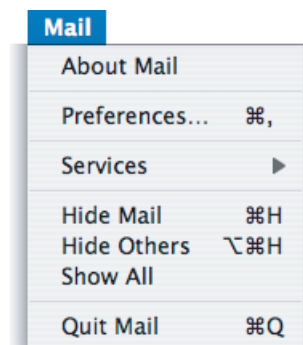 Mail
About Mail
Preferences... ⌘,
Services ▶
Hide Mail ⌘H
Hide Others ⌥⌘H
Show All
Quit Mail ⌘Q